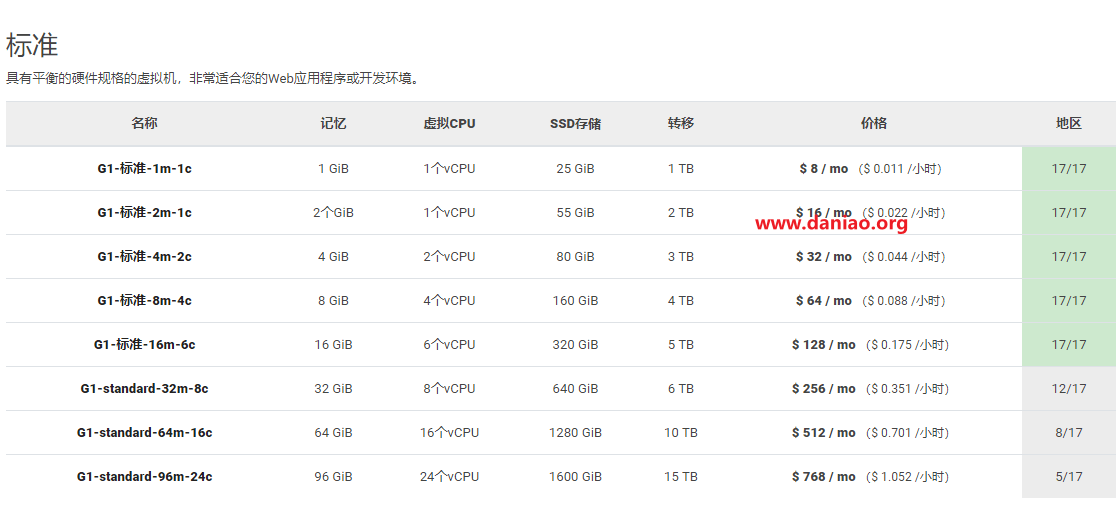 标准
具有平衡的硬件规格的虚拟机，非常适合您的Web应用程序或开发环境。
名称 记忆 虚拟CPU SSD存储 转移 价格 地区
G1-标准-1m-1c 1 GiB 1个vCPU 25 GiB 1 TB $ 8 / mo （$ 0.011 /小时） 17/17
G1-标准-2m-1c 2个GiB 1个vCPU 55 GiB 2 TB $ 16 / mo （$ 0.022 /小时） 17/17
www.daniao.org
G1-标准-4m-2c 4 GiB 2个vCPU 80 GiB 3 TB $ 32 / mo （$ 0.044 /小时） 17/17
G1-标准-8m-4c 8 GiB 4个vCPU 160 GiB 4 TB $ 64 / mo （$ 0.088 /小时） 17/17
G1-标准-16m-6c 16 GiB 6个vCPU 320 GiB 5 TB $ 128 / mo （$ 0.175 /小时） 17/17
G1-standard-32m-8c 32 GiB 8个vCPU 640 GiB 6 TB $ 256 / mo （$ 0.351 /小时） 12/17
G1-standard-64m-16c 64 GiB 16个vCPU 1280 GiB 10 TB $ 512 / mo （$ 0.701 /小时） 8/17
G1-standard-96m-24c 96 GiB 24个vCPU 1600 GiB 15 TB $ 768 / mo （$ 1.052 /小时） 5/17